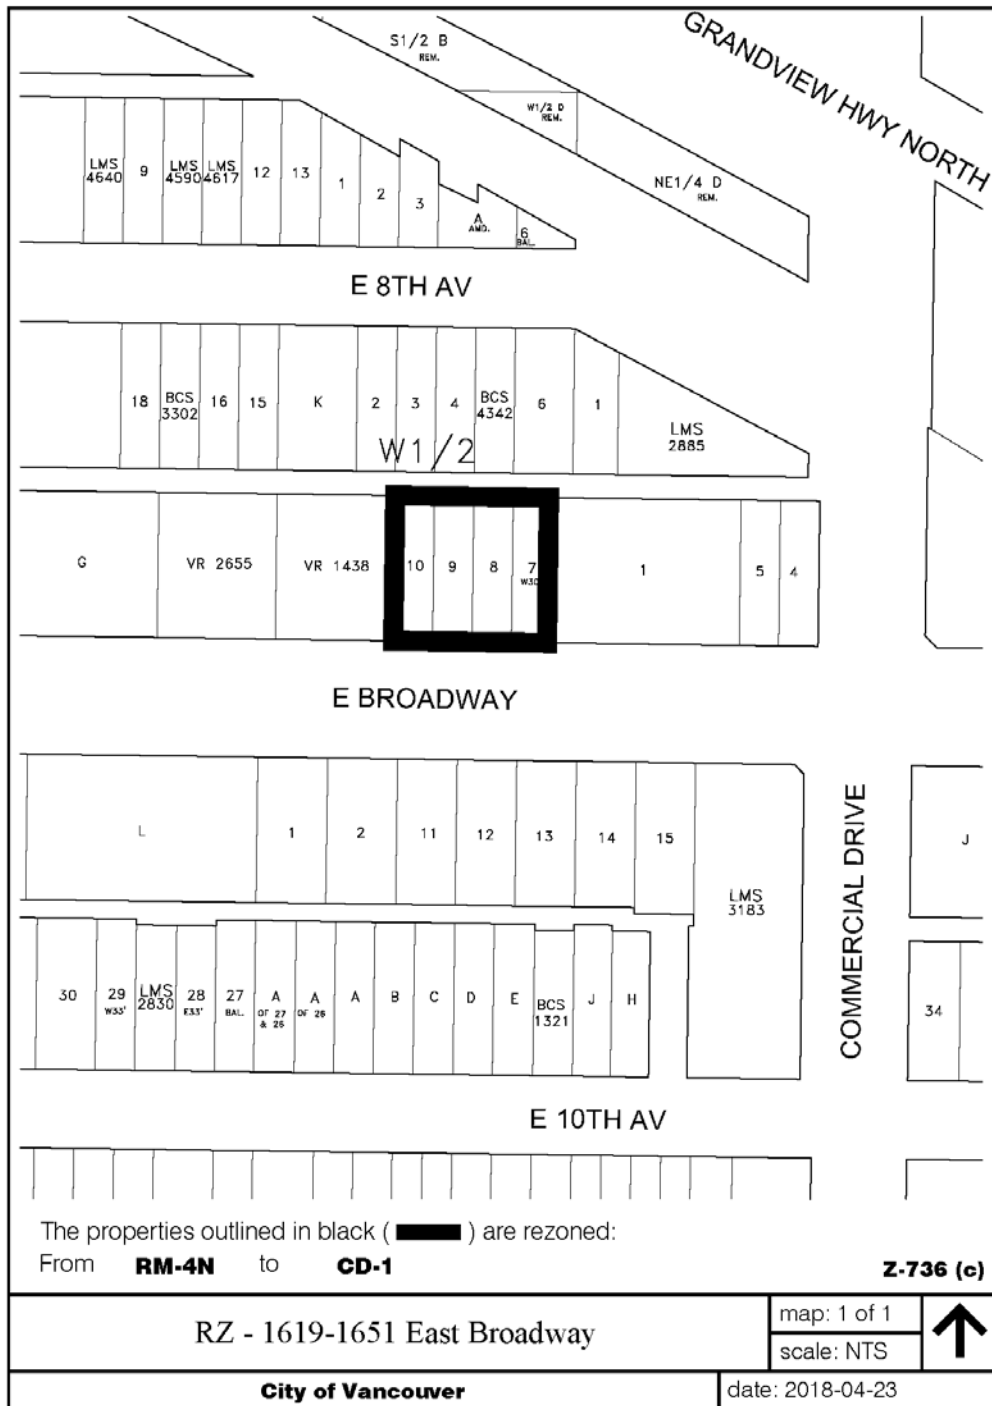 GRANDVIEW HWY NORTH
S1/2 B
REM.
W1/2 D
REM.
NE1/4 D
REM.
LMS
4640
9
LMS
4590
LMS
4617
12
13
1
2
3
A
AMD.
6
BAL.
E 8TH AV
18
BCS
3302
16
15
K
2
3
4
BCS
4342
6
1
LMS
2885
W1/2
G
VR 2655
VR 1438
10
9
8
7
W30
1
5
4
E BROADWAY
L
1
2
11
12
13
14
15
LMS
3183
J
COMMERCIAL DRIVE
30
29
W33'
LMS
2830
28
E33'
27
BAL.
A
OF 27
& 26
A
OF 26
A
B
C
D
E
BCS
1321
J
H
34
E 10TH AV
The properties outlined in black ( ) are rezoned:
From RM-4N to CD-1
Z-736 (c)
RZ - 1619-1651 East Broadway
map: 1 of 1
scale: NTS
City of Vancouver
date: 2018-04-23